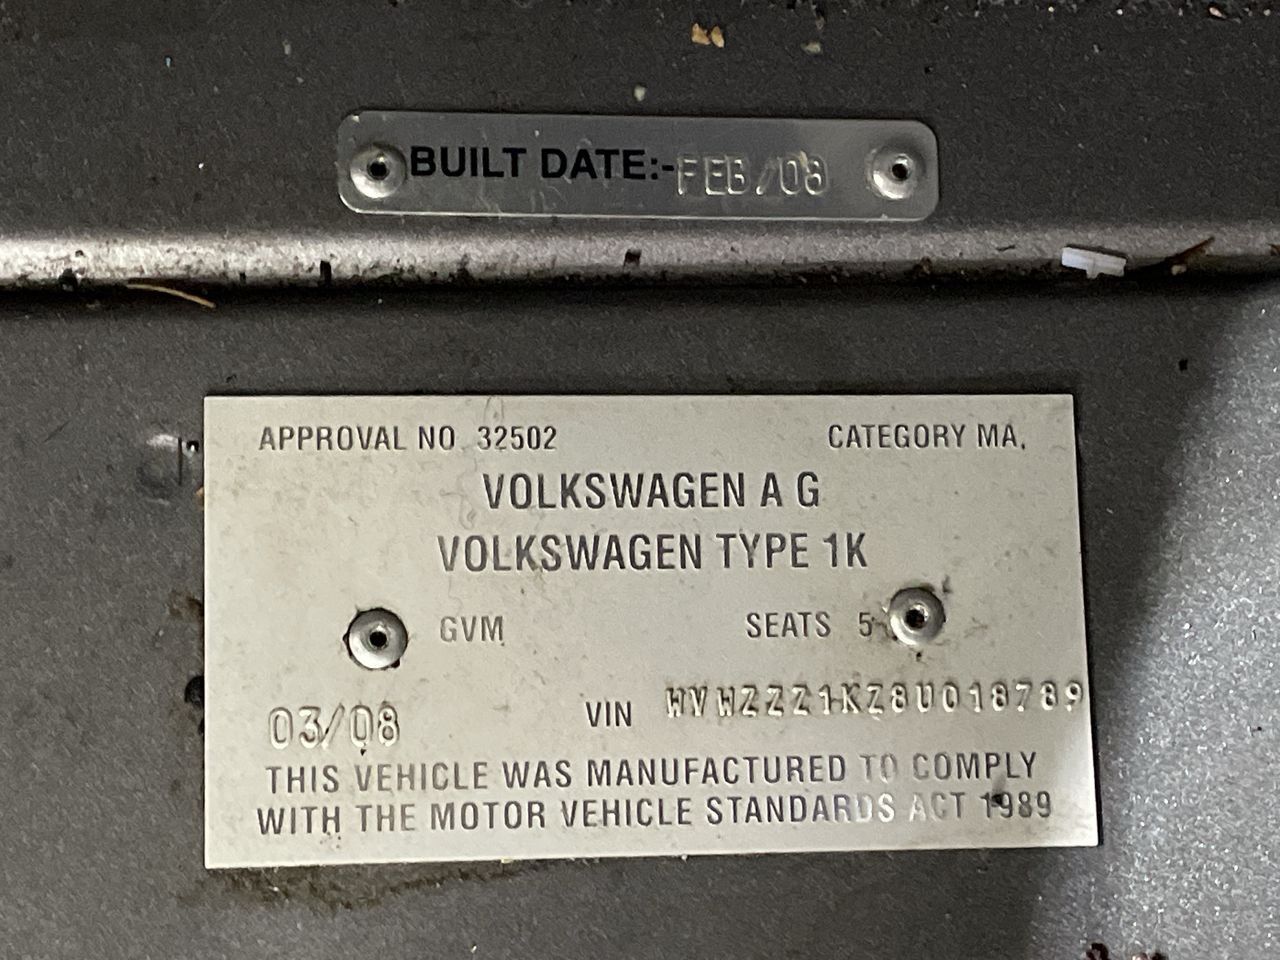 BUILT DATE:-FEB/08
APPROVAL NO 32502 CATEGORY MA.
VOLKSWAGEN A G
VOLKSWAGEN TYPE 1K
GVM SEATS 5
03/08 VIN WVWZZZ1KZ8U018789
THIS VEHICLE WAS MANUFACTURED TO COMPLY
WITH THE MOTOR VEHICLE STANDARDS ACT 1989